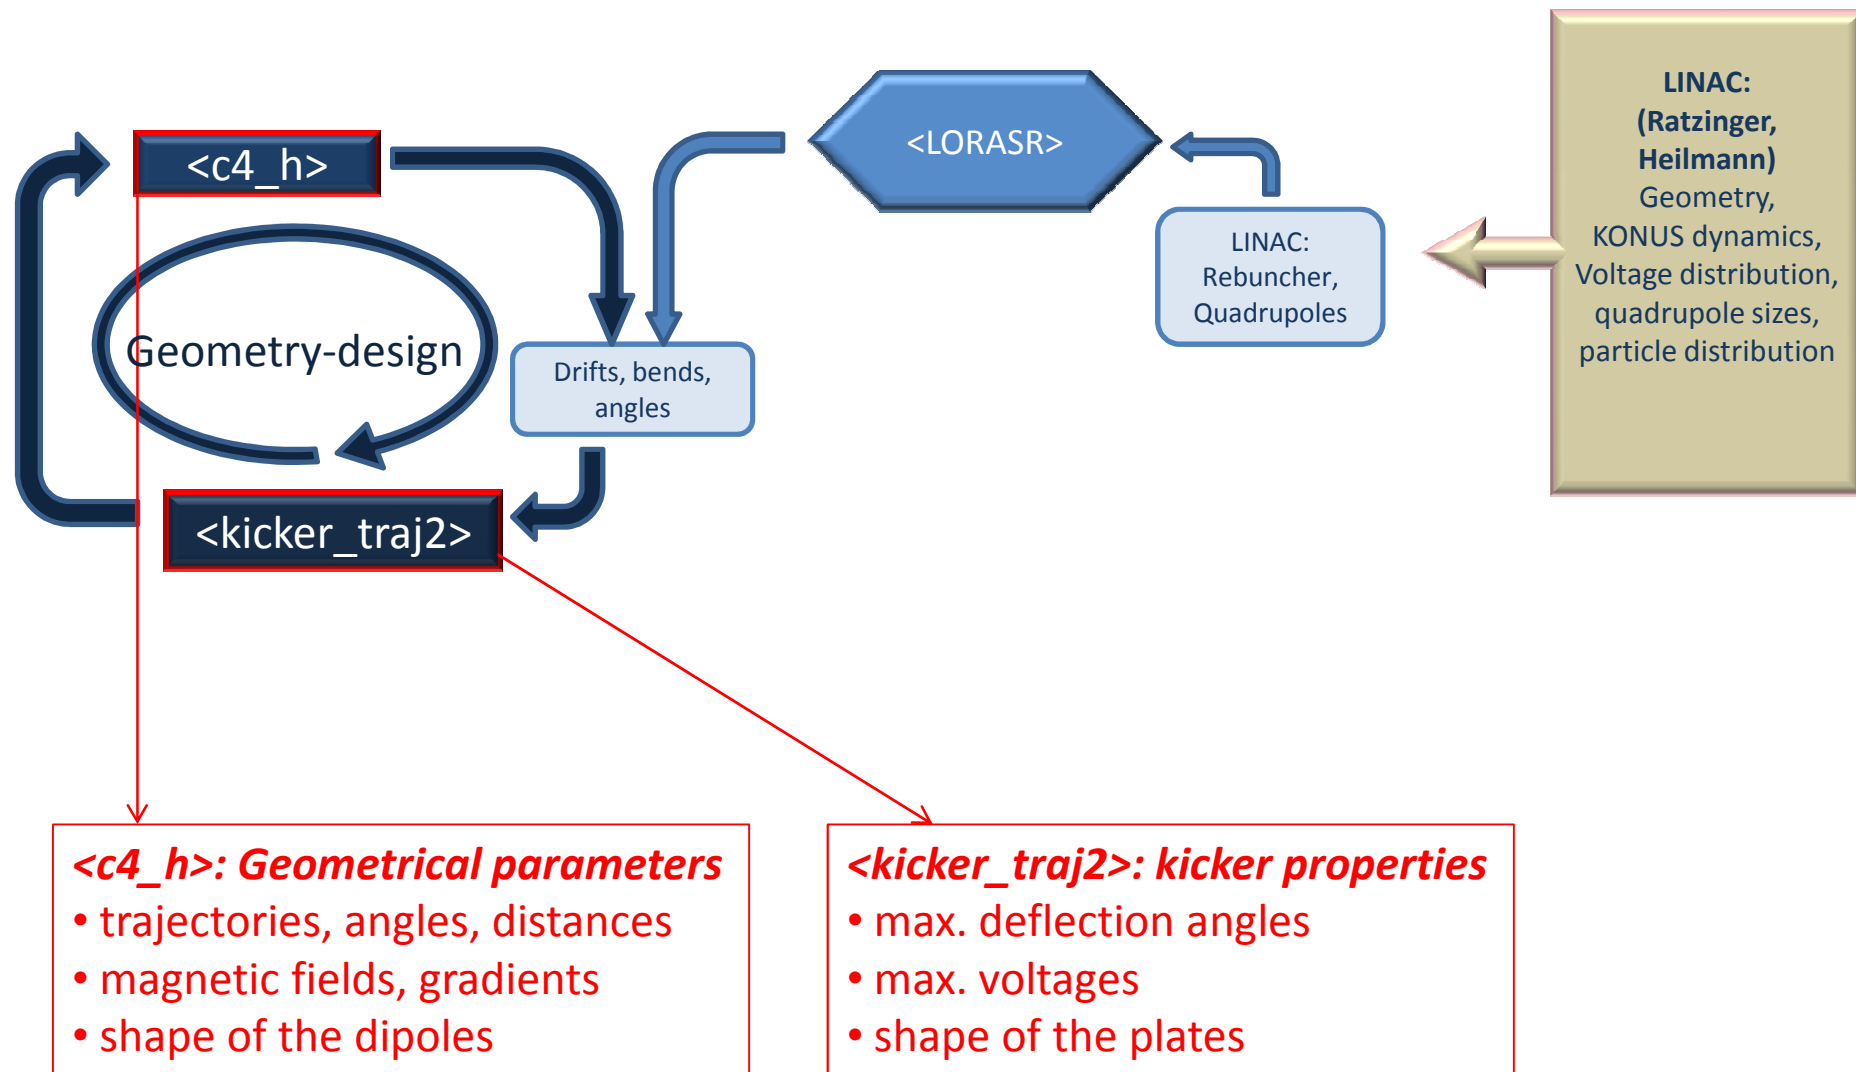 <c4_h>
<LORASR>
LINAC:
(Ratzinger,
Heilmann)
Geometry,
KONUS dynamics,
Voltage distribution,
quadrupole sizes,
particle distribution
LINAC:
Rebuncher,
Quadrupoles
Geometry-design
Drifts, bends,
angles
<kicker_traj2>
<c4_h>: Geometrical parameters
• trajectories, angles, distances
• magnetic fields, gradients
• shape of the dipoles
<kicker_traj2>: kicker properties
• max. deflection angles
• max. voltages
• shape of the plates